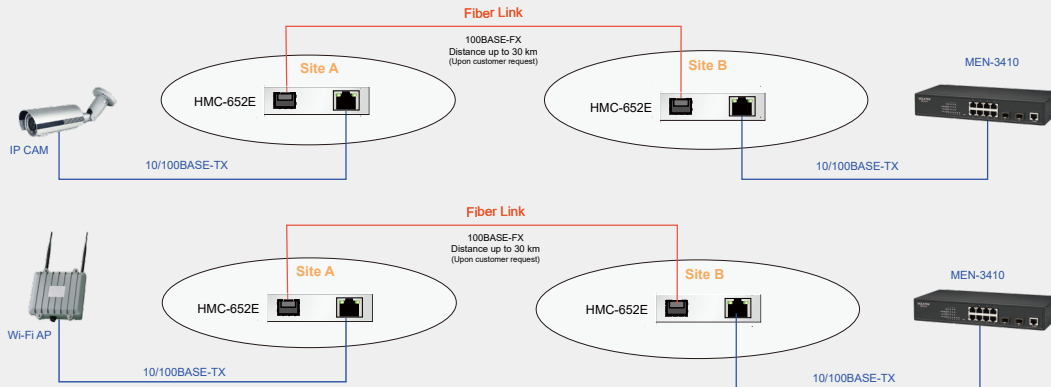 Fiber Link
100BASE-FX
Distance up to 30 km
(Upon customer request)
Site A
Site B
MEN-3410
HMC-652E
HMC-652E
IP CAM
10/100BASE-TX
10/100BASE-TX
Fiber Link
100BASE-FX
Distance up to 30 km
(Upon customer request)
Site A
Site B
MEN-3410
HMC-652E
HMC-652E
Wi-Fi AP
10/100BASE-TX
10/100BASE-TX